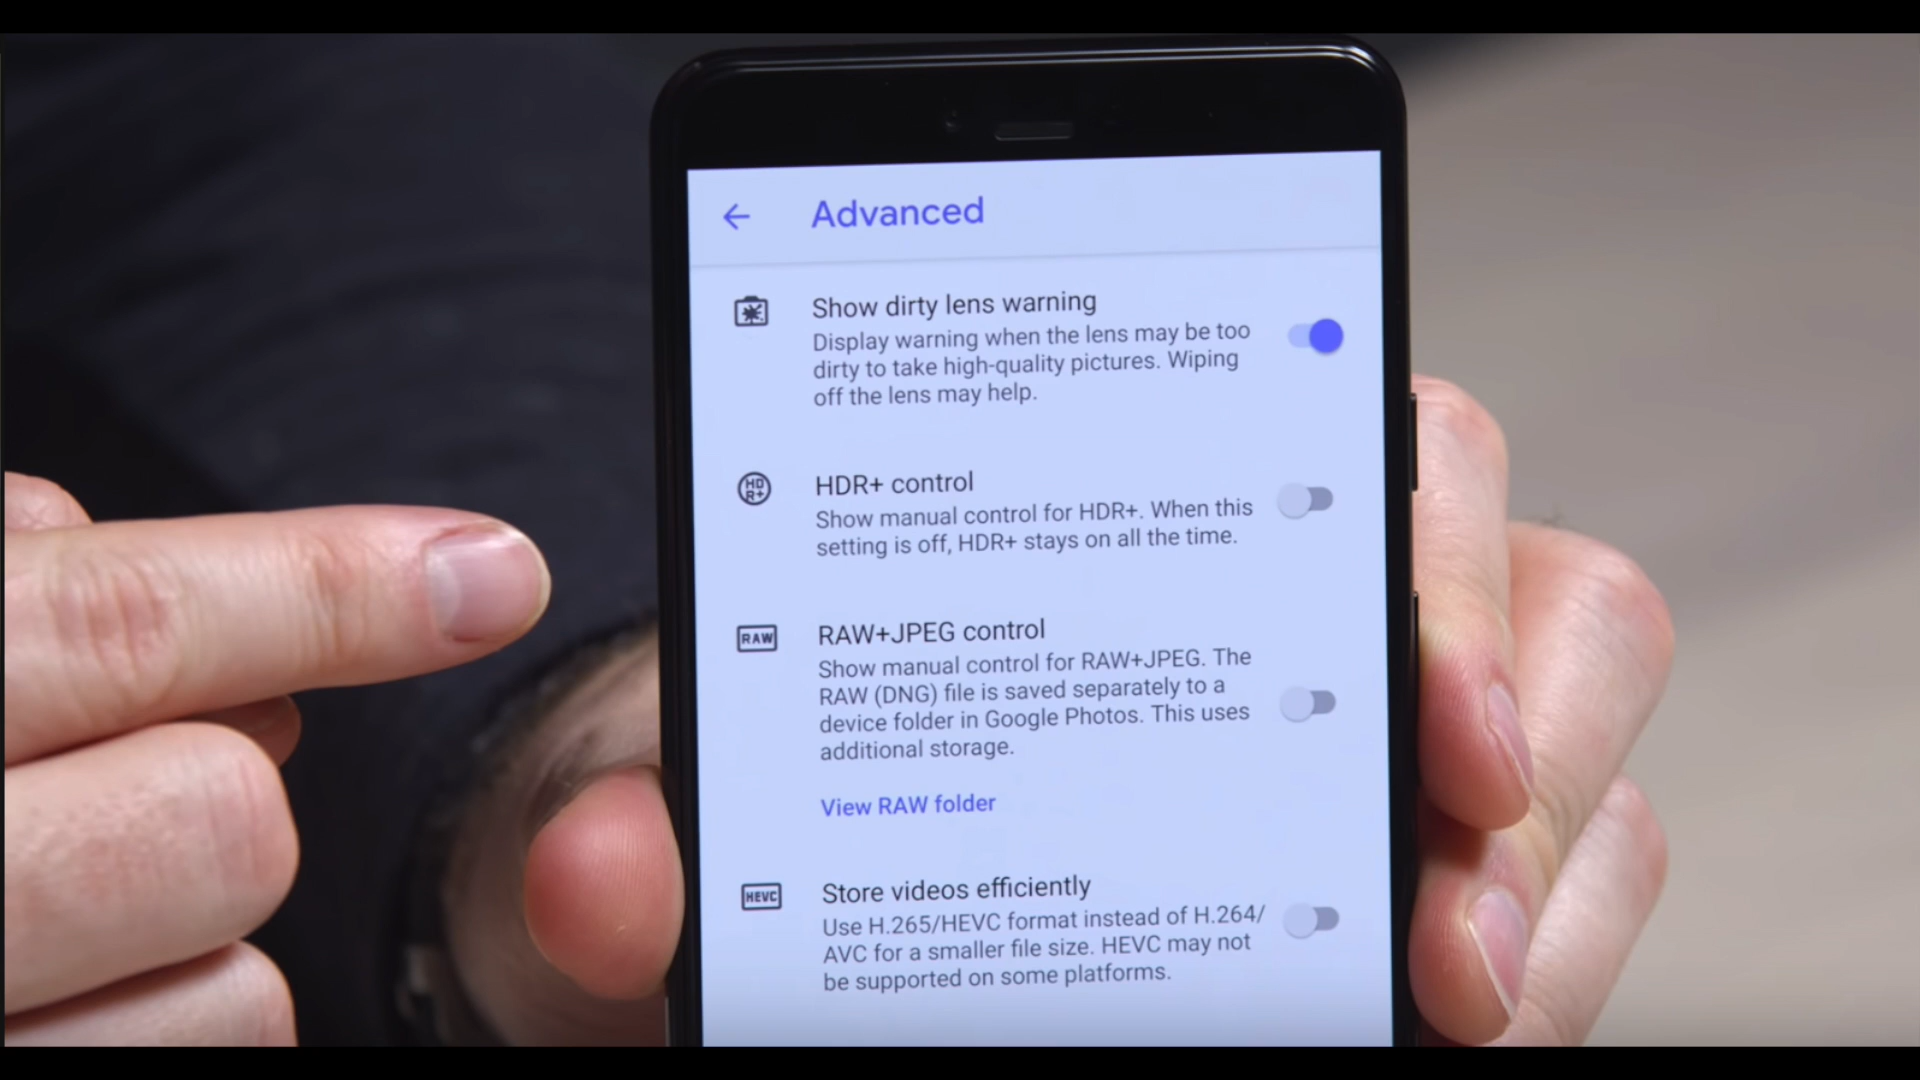 Advanced
Show dirty lens warning
Display warning when the lens may be too
dirty to take high-quality pictures. Wiping
off the lens may help.
HD
R+
HDR+ control
Show manual control for HDR+. When this
setting is off, HDR+ stays on all the time.
RAW
RAW+JPEG control
Show manual control for RAW+JPEG. The
RAW (DNG) file is saved separately to a
device folder in Google Photos. This uses
additional storage.
View RAW folder
HEVC
Store videos efficiently
Use H.265/HEVC format instead of H.264/
AVC for a smaller file size. HEVC may not
be supported on some platforms.